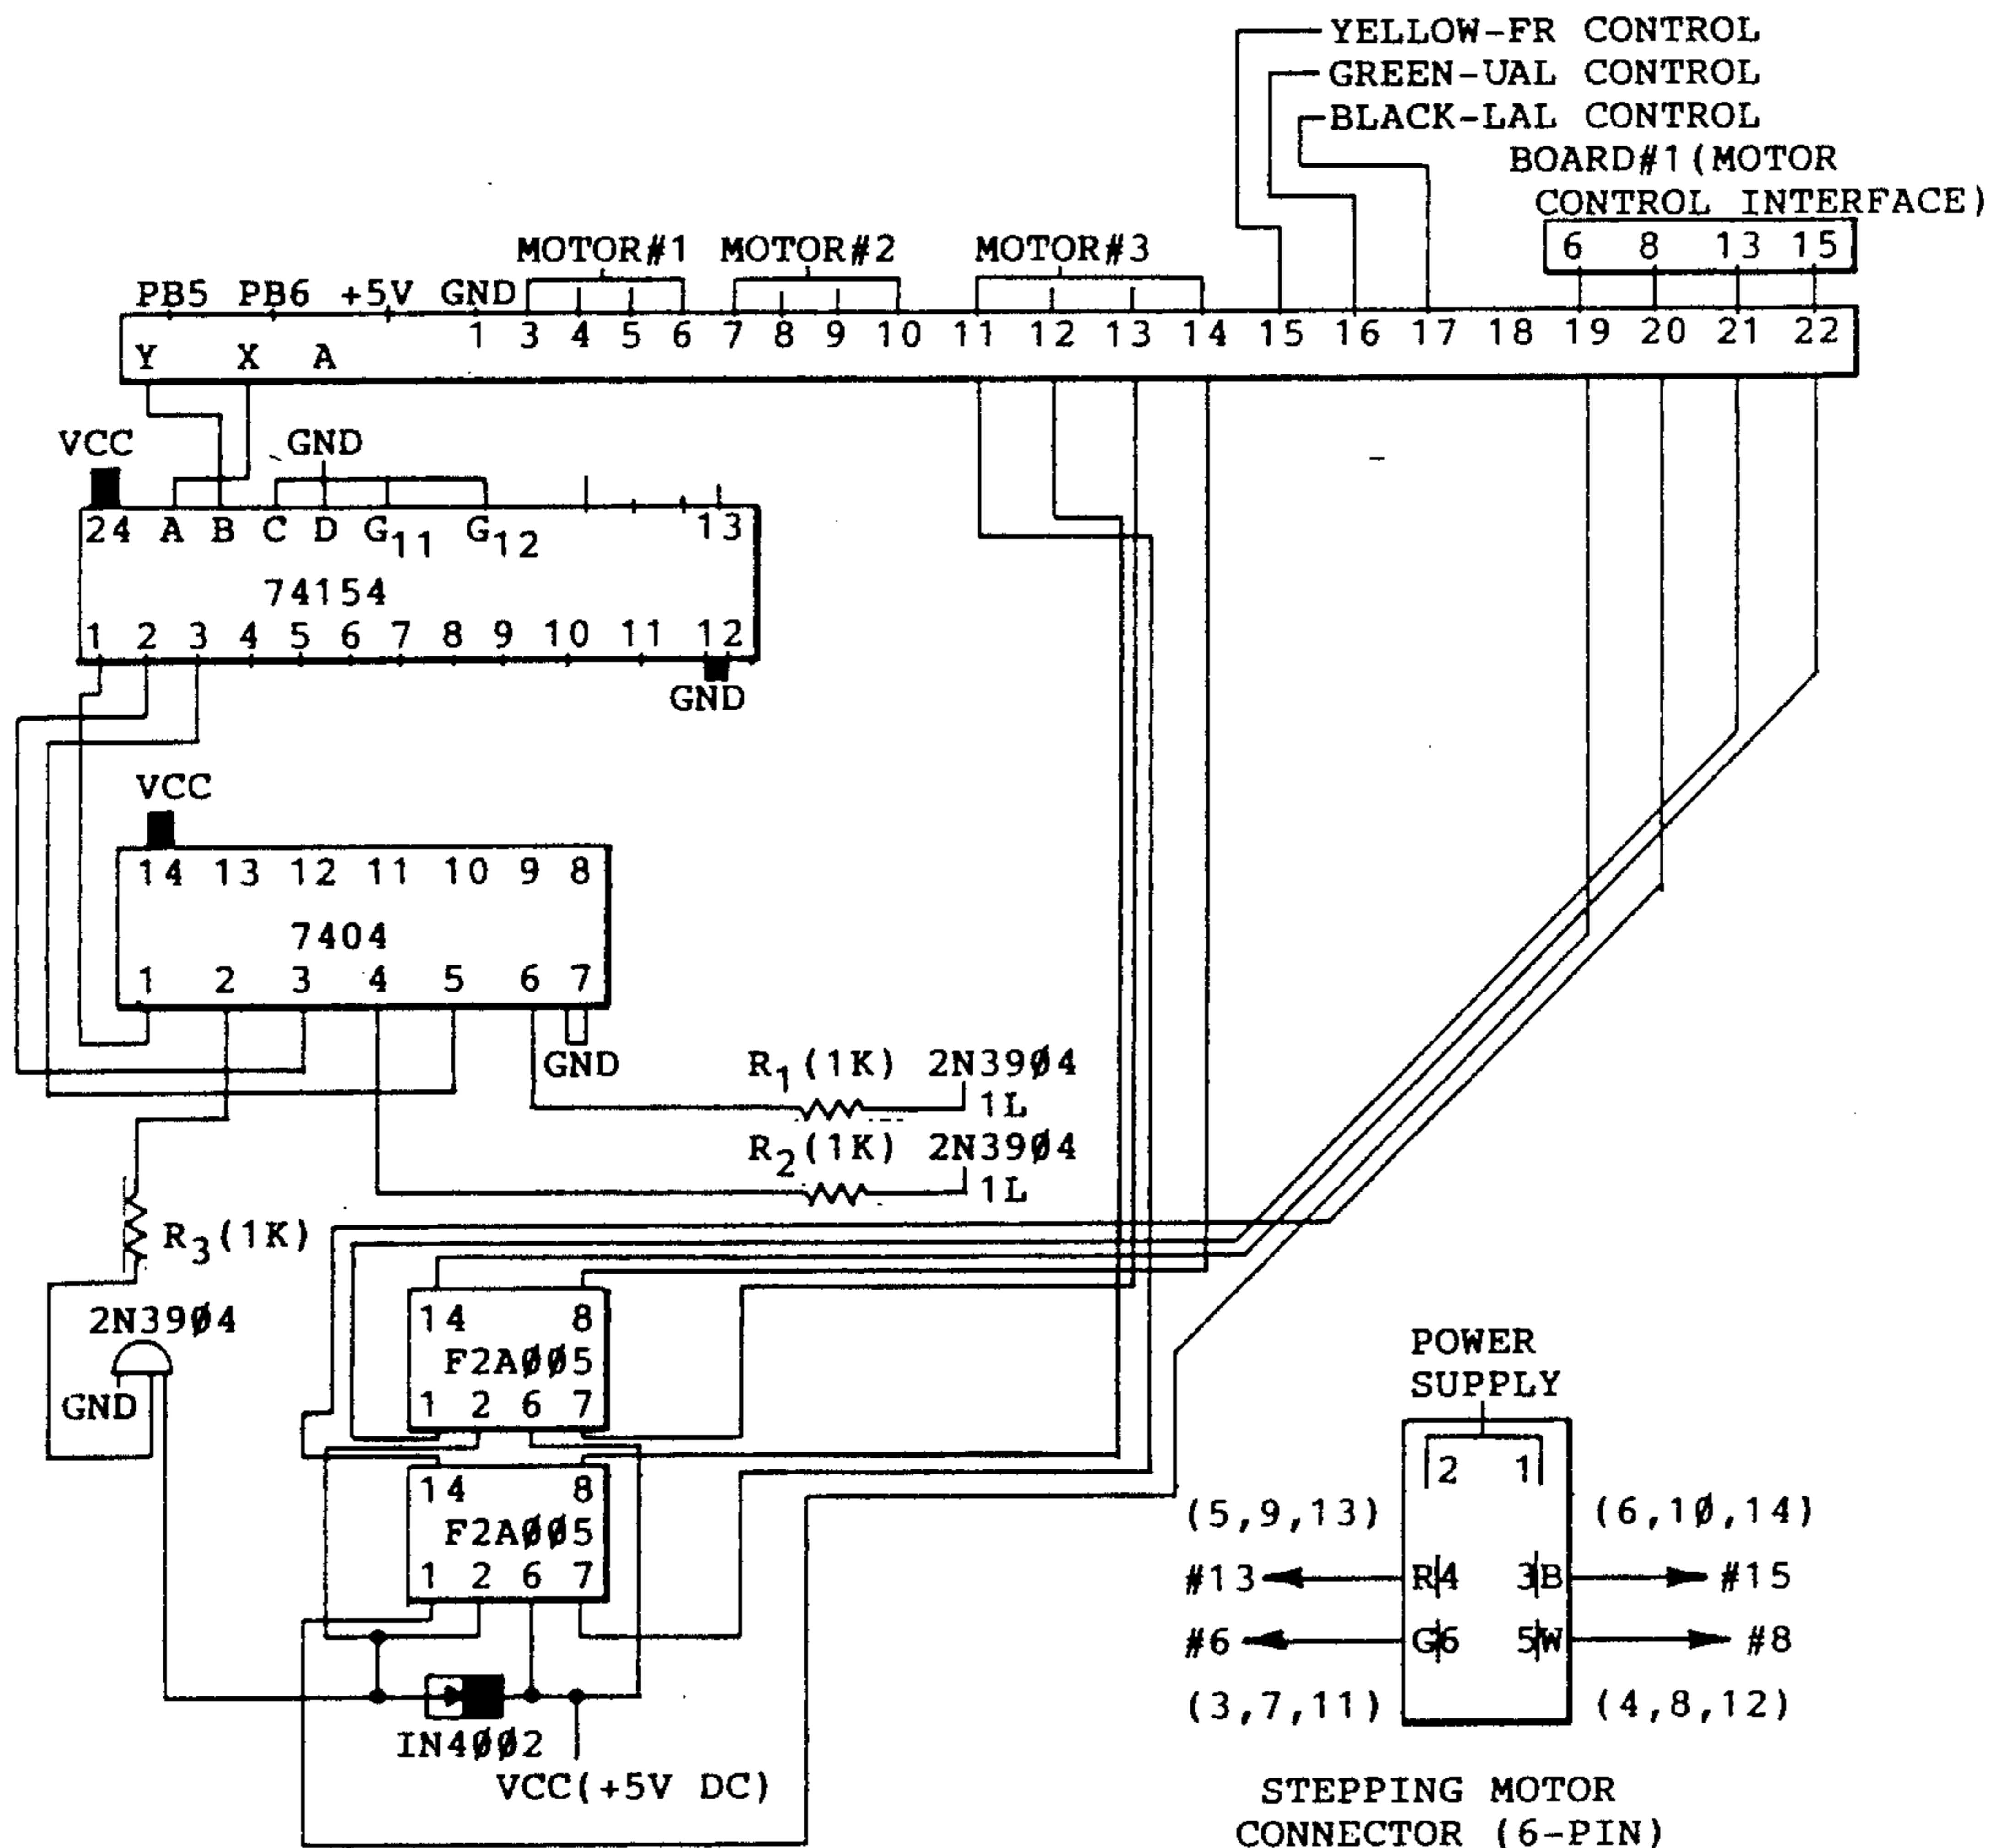 YELLOW-FR CONTROL
GREEN-UAL CONTROL
BLACK-LAL CONTROL
BOARD#1(MOTOR
CONTROL INTERFACE)
6 8 13 15
MOTOR#1 MOTOR#2 MOTOR#3
PB5 PB6 +5V GND
1 3 4 5 6 7 8 9 10 11 12 13 14 15 16 17 18 19 20 21 22
Y X A
VCC GND
24 A B C D G11 G12 13
74154
1 2 3 4 5 6 7 8 9 10 11 12
GND
VCC
14 13 12 11 10 9 8
7404
1 2 3 4 5 6 7
GND
R1(1K) 2N39Ø4
1L
R2(1K) 2N39Ø4
1L
R3(1K)
2N39Ø4
GND
14 8
F2AØØ5
1 2 6 7
14 8
F2AØØ5
1 2 6 7
IN4ØØ2
VCC(+5V DC)
POWER
SUPPLY
2 1
(5,9,13) (6,1Ø,14)
#13 R4 3B #15
#6 G6 5W #8
(3,7,11) (4,8,12)
STEPPING MOTOR
CONNECTOR (6-PIN)